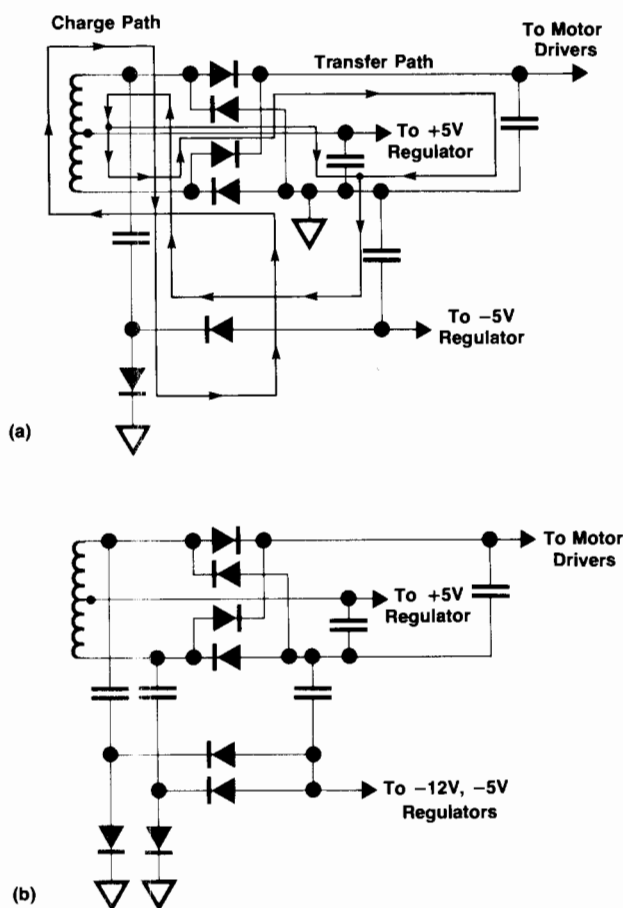 Charge Path
To Motor
Drivers
Transfer Path
To +5V
Regulator
To −5V
Regulator
(a)
To Motor
Drivers
To +5V
Regulator
To −12V, −5V
Regulators
(b)